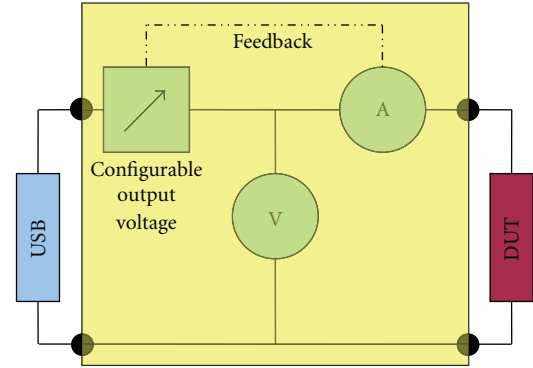 Feedback
A
Configurable
output
voltage
V
USB
DUT